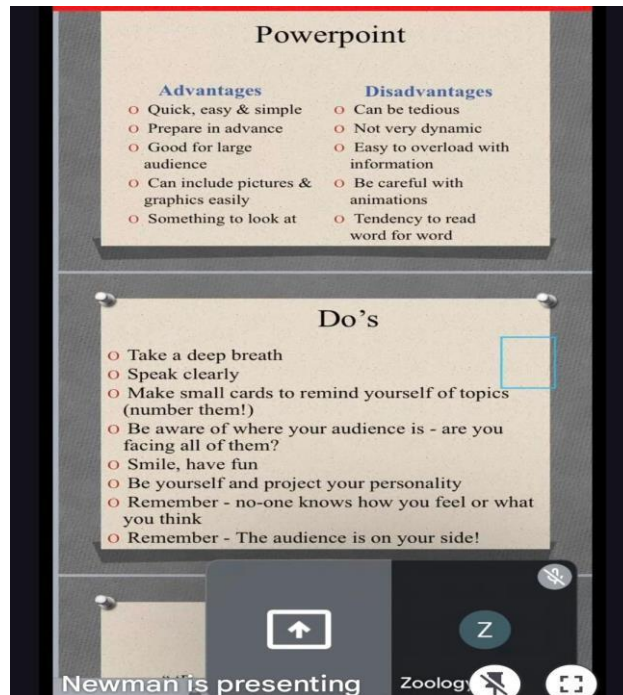 Powerpoint
Advantages
O Quick, easy & simple
O Prepare in advance
O Good for large
audience
O Can include pictures &
graphics easily
O Something to look at
Disadvantages
O Can be tedious
O Not very dynamic
O Easy to overload with
information
O Be careful with
animations
O Tendency to read
word for word
Do's
O Take a deep breath
O Speak clearly
O Make small cards to remind yourself of topics
(number them!)
O Be aware of where your audience is - are you
facing all of them?
O Smile, have fun
O Be yourself and project your personality
O Remember - no-one knows how you feel or what
you think
O Remember - The audience is on your side!
Z
Newman is presenting
Zoology